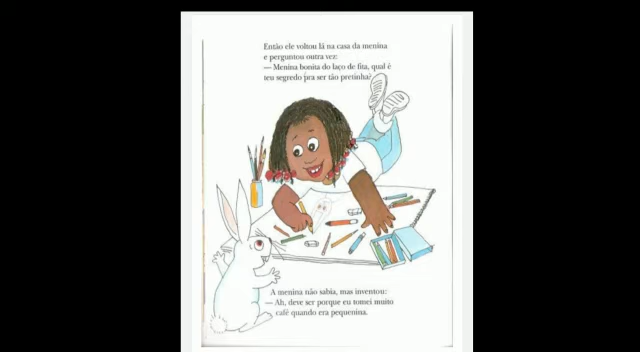 Então ele voltou lá na casa da menina
e perguntou outra vez:
— Menina bonita do laço de fita, qual é
teu segredo pra ser tão pretinha?
A menina não sabia, mas inventou:
— Ah, deve ser porque eu tomei muito
café quando era pequenina.